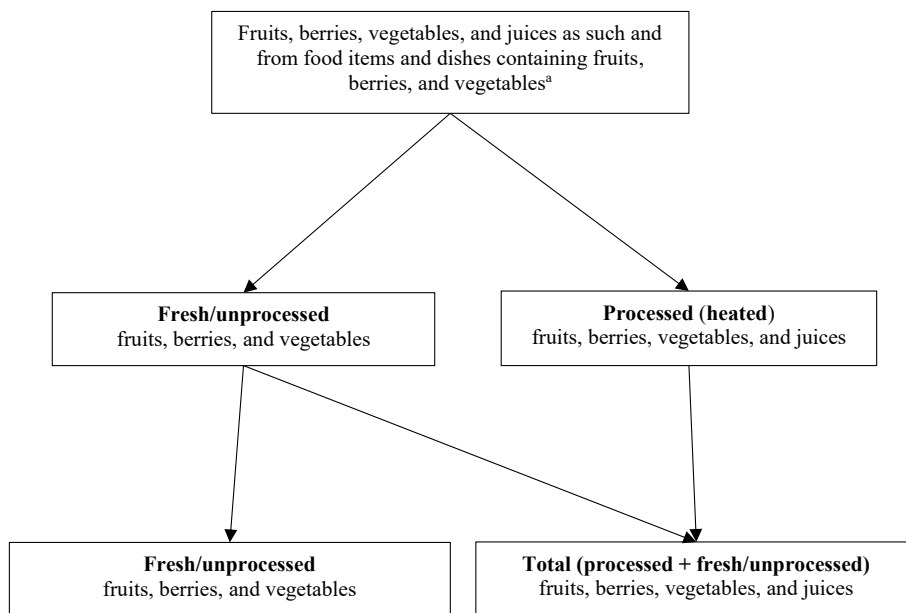 Fruits, berries, vegetables, and juices as such and
from food items and dishes containing fruits,
berries, and vegetablesᵃ
Fresh/unprocessed
fruits, berries, and vegetables
Processed (heated)
fruits, berries, vegetables, and juices
Fresh/unprocessed
fruits, berries, and vegetables
Total (processed + fresh/unprocessed)
fruits, berries, vegetables, and juices